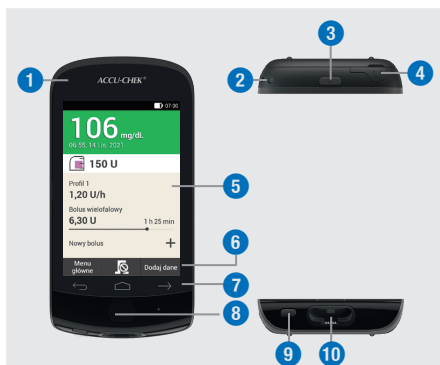 1
2
3
4
5
6
7
8
9
10
ACCU-CHEK®
07:00
106 mg/dL
06:55, 14 Lis. 2021
150 U
Profil 1
1,20 U/h
Bolus wielofalowy
6,30 U 1 h 25 min
Nowy bolus +
Menu główne
Dodaj dane